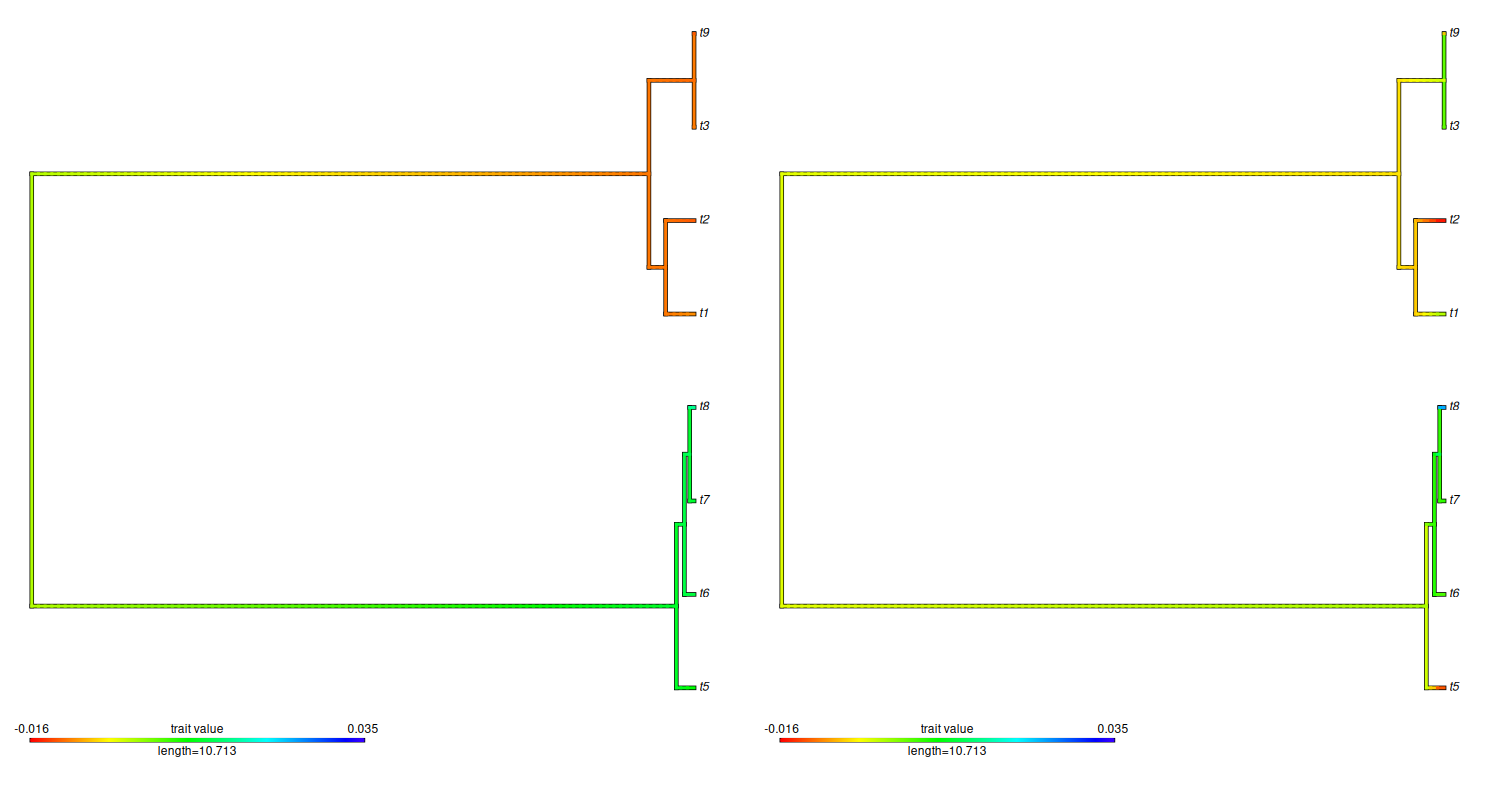 t9
t3
t2
t1
t8
t7
t6
t5
-0.016 trait value 0.035
length=10.713
t9
t3
t2
t1
t8
t7
t6
t5
-0.016 trait value 0.035
length=10.713